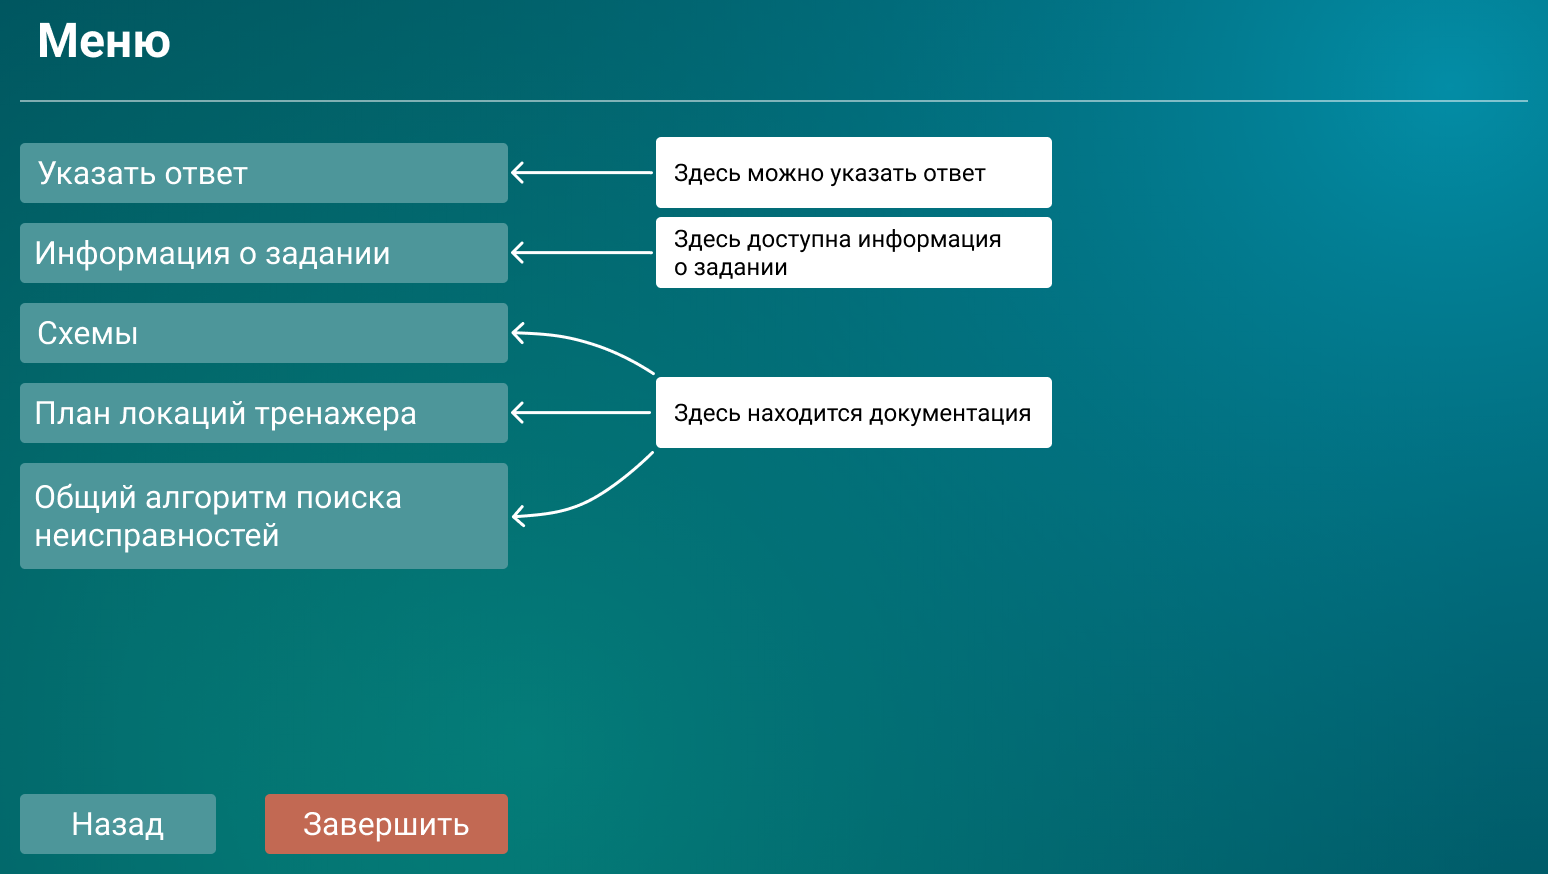 Меню
Указать ответ
Здесь можно указать ответ
Информация о задании
Здесь доступна информация
о задании
Схемы
План локаций тренажера
Здесь находится документация
Общий алгоритм поиска
неисправностей
Назад
Завершить